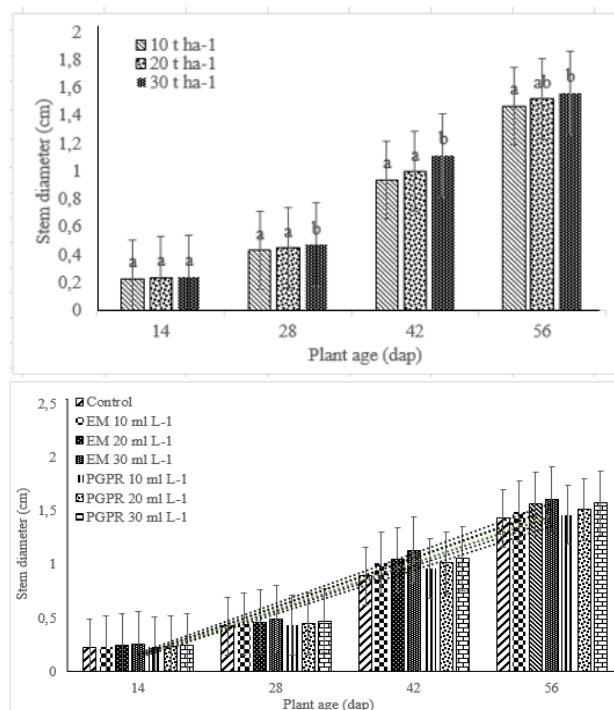 2
1,8
1,6
1,4
1,2
1
0,8
0,6
0,4
0,2
0
Stem diameter (cm)
10 t ha-1
20 t ha-1
30 t ha-1
a a a
a a b
a a b
a ab b
14 28 42 56
Plant age (dap)
2,5
2
1,5
1
0,5
0
Stem diameter (cm)
Control
EM 10 ml L-1
EM 20 ml L-1
EM 30 ml L-1
PGPR 10 ml L-1
PGPR 20 ml L-1
PGPR 30 ml L-1
14 28 42 56
Plant age (dap)